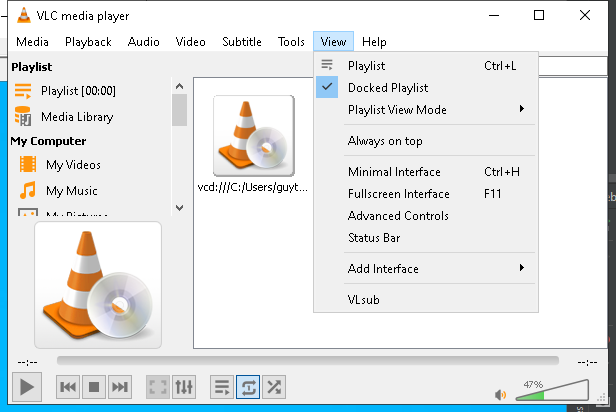 VLC media player
Media Playback Audio Video Subtitle Tools View Help
Playlist
Playlist [00:00]
Media Library
My Computer
My Videos
My Music
My Pictures
vcd:///C:/Users/guyt...
Playlist Ctrl+L
Docked Playlist
Playlist View Mode
Always on top
Minimal Interface Ctrl+H
Fullscreen Interface F11
Advanced Controls
Status Bar
Add Interface
VLsub
--:-- --:--
47%